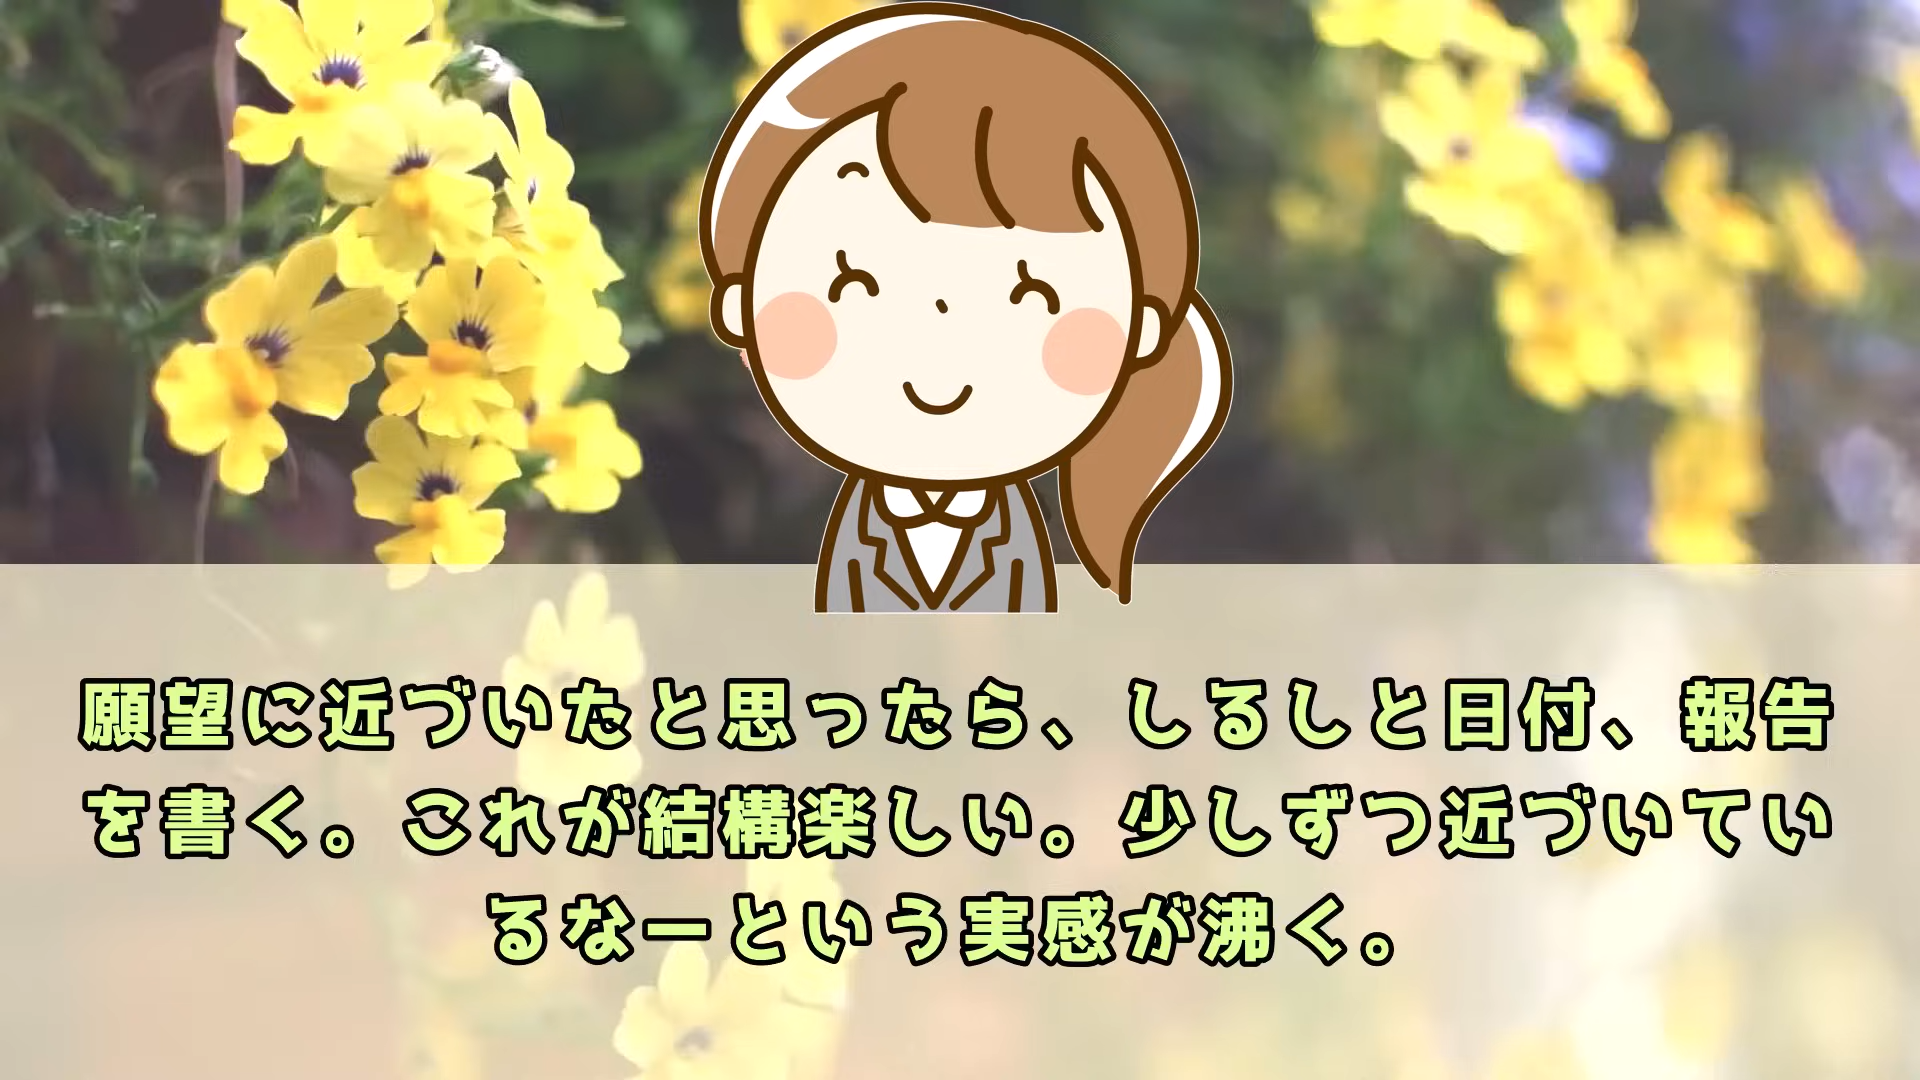 願望に近づいたと思ったら、しるしと日付、報告
を書く。これが結構楽しい。少しずつ近づいてい
るなーという実感が沸く。